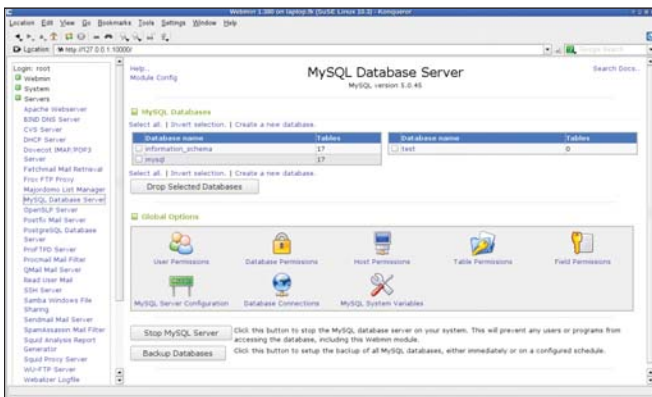 Webmin 1.380 on laptop.tk (SuSE Linux 10.3) - Konqueror
Location Edit View Go Bookmarks Tools Settings Window Help
Location: http://127.0.0.1:10000/
Google Search
Login: root
Webmin
System
Servers
Apache Webserver
BIND DNS Server
CVS Server
DHCP Server
Dovecot IMAP/POP3
Server
Fetchmail Mail Retrieval
Frox FTP Proxy
Majordomo List Manager
MySQL Database Server
OpenSLP Server
Postfix Mail Server
PostgreSQL Database
Server
ProFTPD Server
Procmail Mail Filter
QMail Mail Server
Read User Mail
SSH Server
Samba Windows File
Sharing
Sendmail Mail Server
SpamAssassin Mail Filter
Squid Analysis Report
Generator
Squid Proxy Server
WU-FTP Server
Webalizer Logfile
Help..
Module Config
MySQL Database Server
MySQL version 5.0.45
Search Docs..
MySQL Databases
Select all. | Invert selection. | Create a new database.
Database name Tables Database name Tables
information_schema 17 test 0
mysql 17
Select all. | Invert selection. | Create a new database.
Drop Selected Databases
Global Options
User Permissions Database Permissions Host Permissions Table Permissions Field Permissions
MySQL Server Configuration Database Connections MySQL System Variables
Stop MySQL Server Click this button to stop the MySQL database server on your system. This will prevent any users or programs from
accessing the database, including this Webmin module.
Backup Databases Click this button to setup the backup of all MySQL databases, either immediately or on a configured schedule.